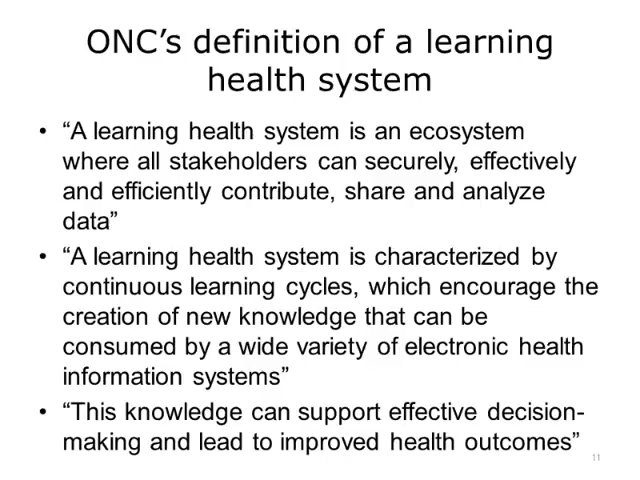 ONC’s definition of a learning
health system
• “A learning health system is an ecosystem
where all stakeholders can securely, effectively
and efficiently contribute, share and analyze
data”
• “A learning health system is characterized by
continuous learning cycles, which encourage the
creation of new knowledge that can be
consumed by a wide variety of electronic health
information systems”
• “This knowledge can support effective decision-
making and lead to improved health outcomes”
11